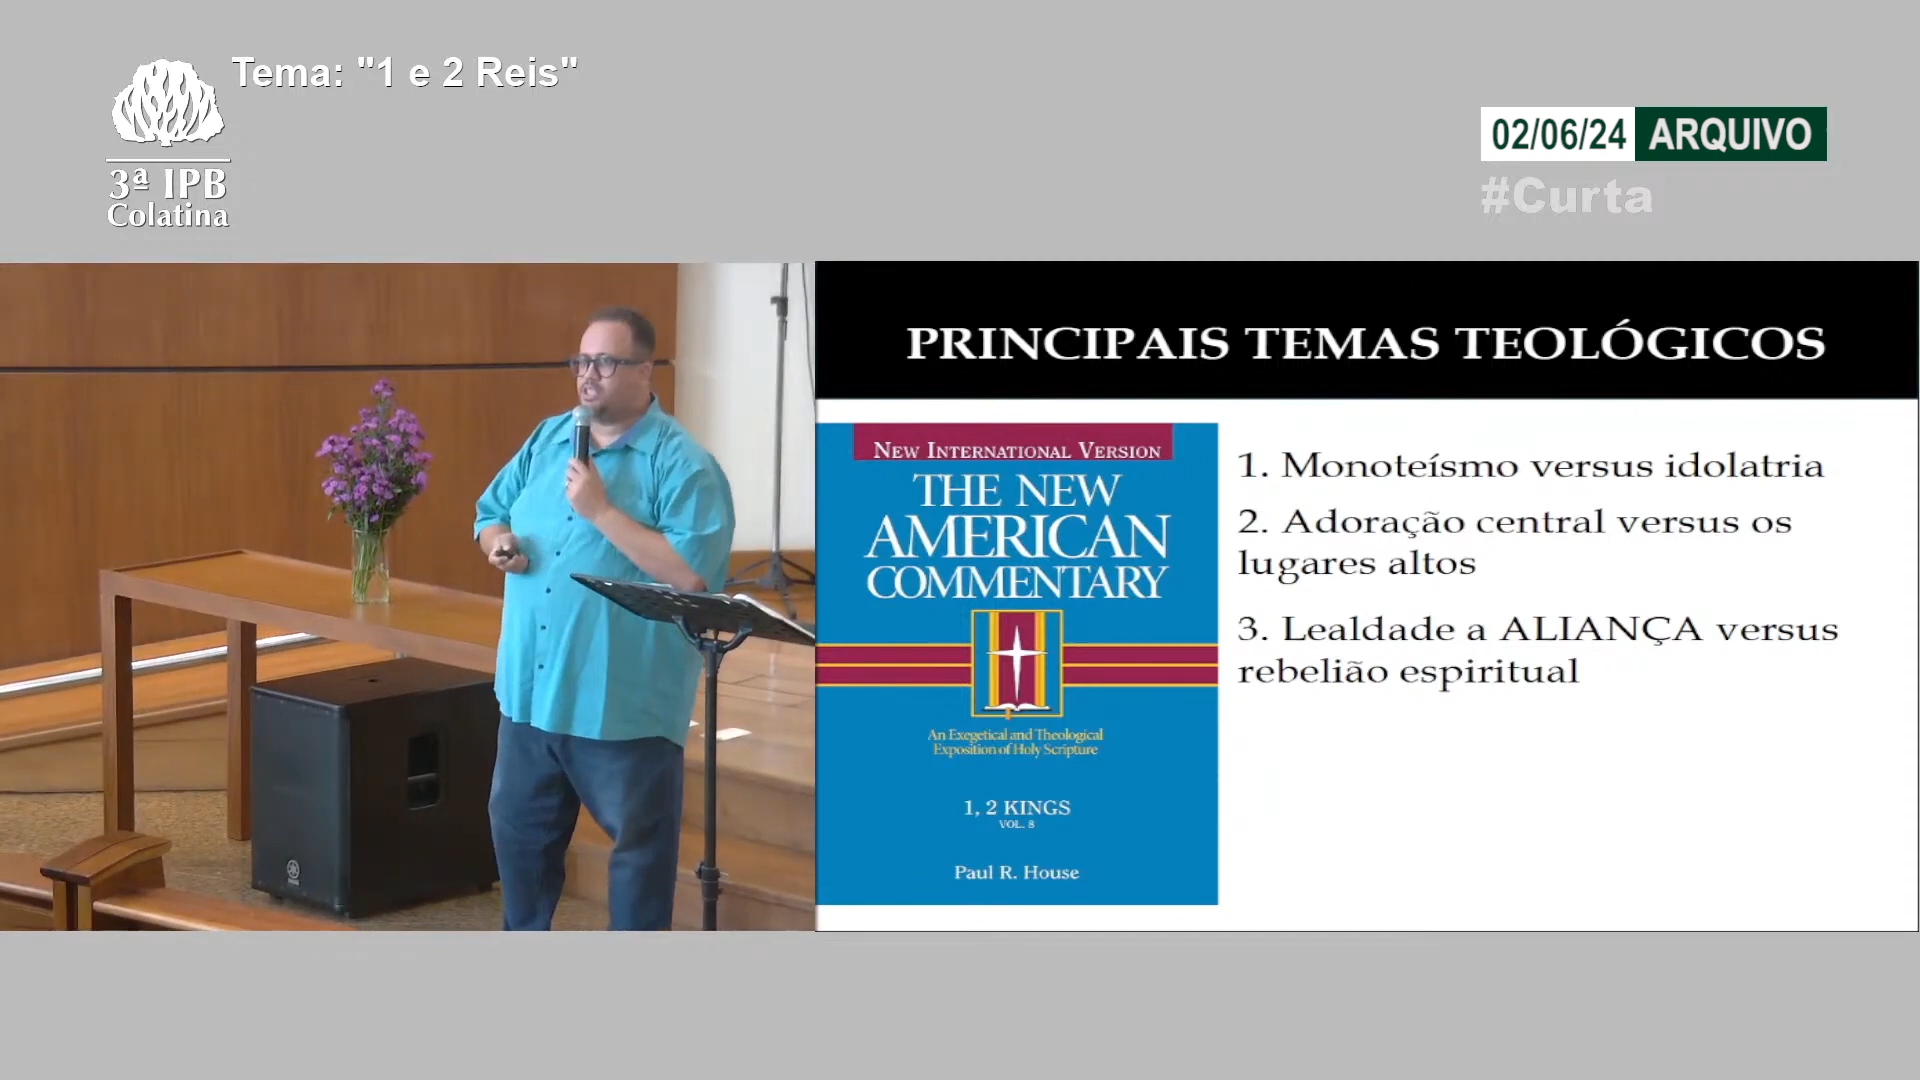 Tema: "1 e 2 Reis"
3ª IPB
Colatina
02/06/24 ARQUIVO
#Curta
PRINCIPAIS TEMAS TEOLÓGICOS
NEW INTERNATIONAL VERSION
THE NEW
AMERICAN
COMMENTARY
An Exegetical and Theological
Exposition of Holy Scripture
1, 2 KINGS
VOL. 8
Paul R. House
1. Monoteísmo versus idolatria
2. Adoração central versus os
lugares altos
3. Lealdade a ALIANÇA versus
rebelião espiritual